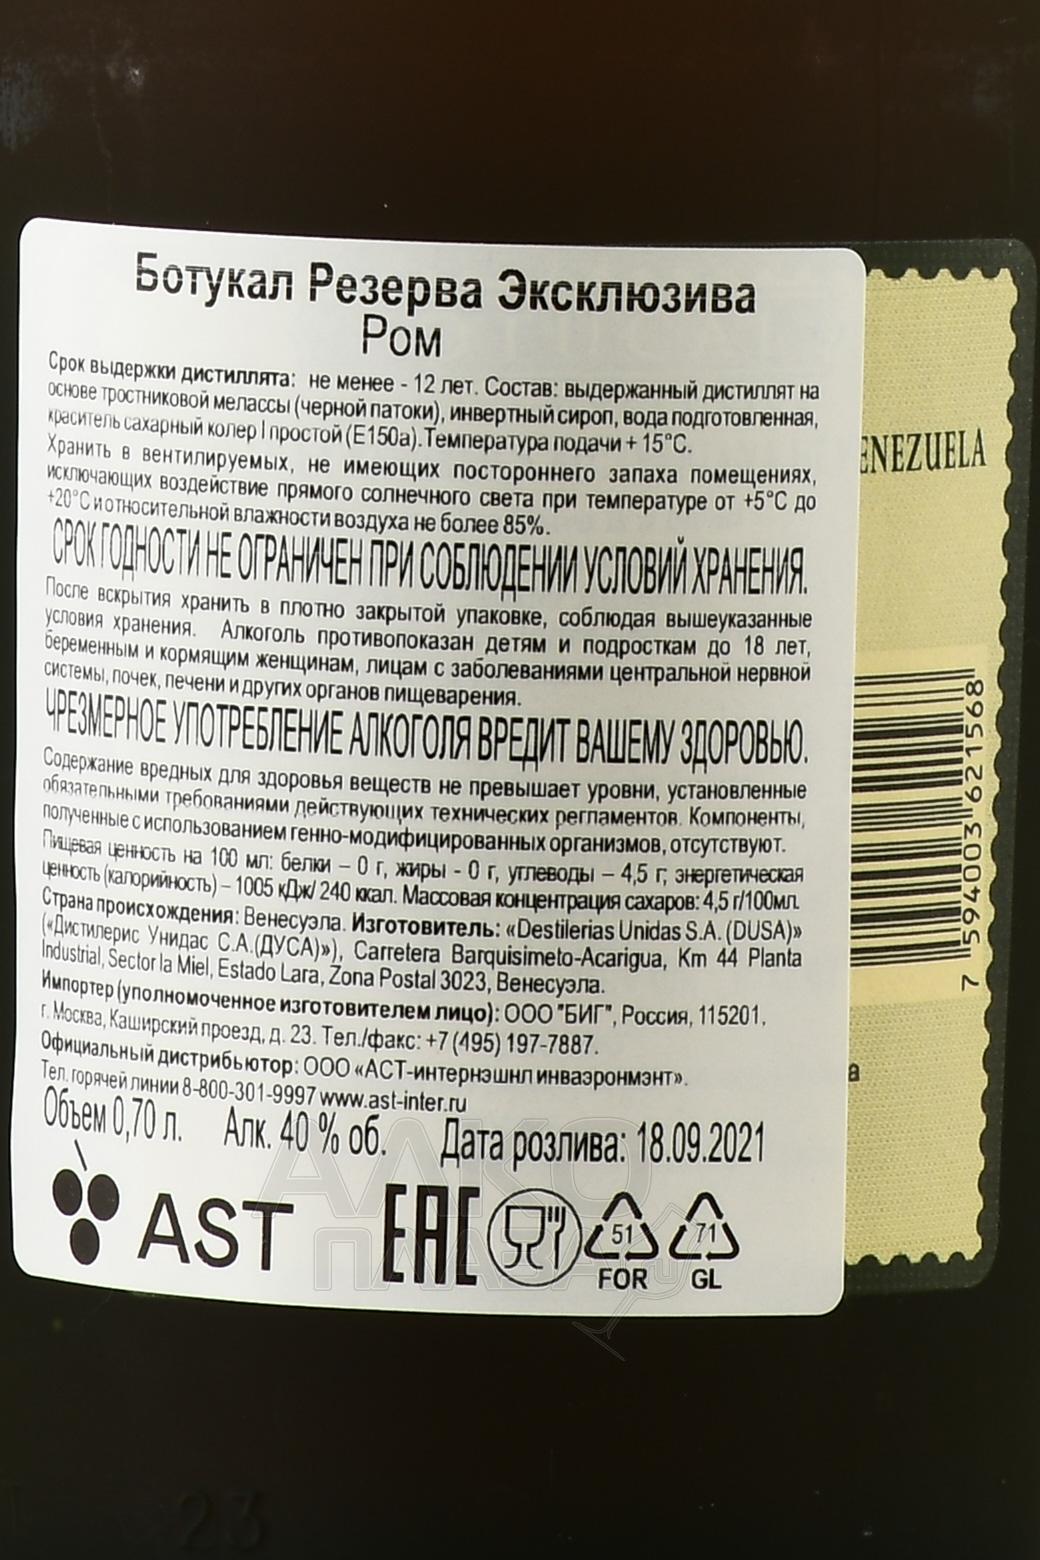 Ботукал Резерва Эксклюзива
Ром
Срок выдержки дистиллята: не менее - 12 лет. Состав: выдержанный дистиллят на
основе тростниковой мелассы (черной патоки), инвертный сироп, вода подготовленная,
краситель сахарный колер I простой (E150a). Температура подачи + 15°С.
Хранить в вентилируемых, не имеющих постороннего запаха помещениях,
исключающих воздействие прямого солнечного света при температуре от +5°С до
+20°С и относительной влажности воздуха не более 85%.
СРОК ГОДНОСТИ НЕ ОГРАНИЧЕН ПРИ СОБЛЮДЕНИИ УСЛОВИЙ ХРАНЕНИЯ.
После вскрытия хранить в плотно закрытой упаковке, соблюдая вышеуказанные
условия хранения. Алкоголь противопоказан детям и подросткам до 18 лет,
беременным и кормящим женщинам, лицам с заболеваниями центральной нервной
системы, почек, печени и других органов пищеварения.
ЧРЕЗМЕРНОЕ УПОТРЕБЛЕНИЕ АЛКОГОЛЯ ВРЕДИТ ВАШЕМУ ЗДОРОВЬЮ.
Содержание вредных для здоровья веществ не превышает уровни, установленные
обязательными требованиями действующих технических регламентов. Компоненты,
полученные с использованием генно-модифицированных организмов, отсутствуют.
Пищевая ценность на 100 мл: белки – 0 г, жиры - 0 г, углеводы – 4,5 г; энергетическая
ценность (калорийность) – 1005 кДж/ 240 ккал. Массовая концентрация сахаров: 4,5 г/100мл.
Страна происхождения: Венесуэла. Изготовитель: «Destilerias Unidas S.A. (DUSA)»
(«Дистилерис Унидас С.А.(ДУСА)»), Carretera Barquisimeto-Acarigua, Km 44 Planta
Industrial, Sector la Miel, Estado Lara, Zona Postal 3023, Венесуэла.
Импортер (уполномоченное изготовителем лицо): ООО "БИГ", Россия, 115201,
г. Москва, Каширский проезд, д. 23. Тел./факс: +7 (495) 197-7887.
Официальный дистрибьютор: ООО «АСТ-интернэшнл инваэронмэнт».
Тел. горячей линии 8-800-301-9997 www.ast-inter.ru
Объем 0,70 л. Алк. 40 % об. Дата розлива: 18.09.2021
AST EAC 51 71
FOR GL
ENEZUELA
7 594003 621568
a
АЛКО
ПЛАЗА
.ru
23